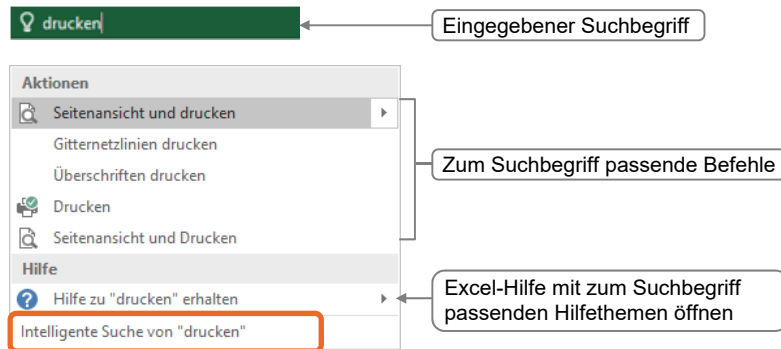 drucken
Eingegebener Suchbegriff
Aktionen
Seitenansicht und drucken
Gitternetzlinien drucken
Überschriften drucken
Drucken
Seitenansicht und Drucken
Zum Suchbegriff passende Befehle
Hilfe
? Hilfe zu "drucken" erhalten
Excel-Hilfe mit zum Suchbegriff
passenden Hilfethemen öffnen
Intelligente Suche von "drucken"